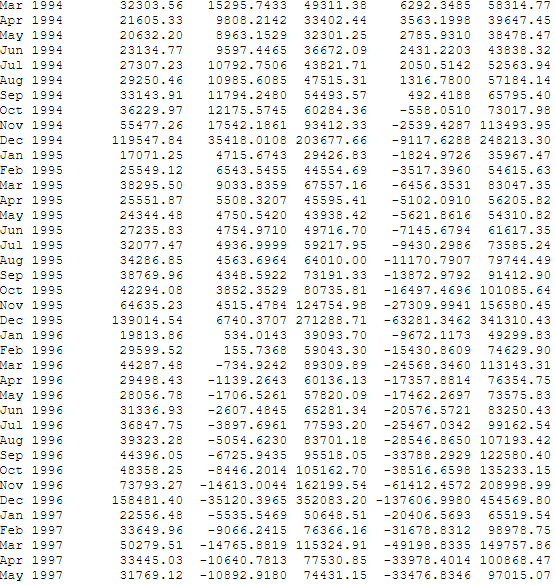 Mar 1994 32303.56 15295.7433 49311.38 6292.3485 58314.77
Apr 1994 21605.33 9808.2142 33402.44 3563.1998 39647.45
May 1994 20632.20 8963.1529 32301.25 2785.9310 38478.47
Jun 1994 23134.77 9597.4465 36672.09 2431.2203 43838.32
Jul 1994 27307.23 10792.7506 43821.71 2050.5142 52563.94
Aug 1994 29250.46 10985.6085 47515.31 1316.7800 57184.14
Sep 1994 33143.91 11794.2480 54493.57 492.4188 65795.40
Oct 1994 36229.97 12175.5745 60284.36 -558.0510 73017.98
Nov 1994 55477.26 17542.1861 93412.33 -2539.4287 113493.95
Dec 1994 119547.84 35418.0108 203677.66 -9117.6288 248213.30
Jan 1995 17071.25 4715.6743 29426.83 -1824.9726 35967.47
Feb 1995 25549.12 6543.5455 44554.69 -3517.3960 54615.63
Mar 1995 38295.50 9033.8359 67557.16 -6456.3531 83047.35
Apr 1995 25551.87 5508.3207 45595.41 -5102.0910 56205.82
May 1995 24344.48 4750.5420 43938.42 -5621.8616 54310.82
Jun 1995 27235.83 4754.9710 49716.70 -7145.6794 61617.35
Jul 1995 32077.47 4936.9999 59217.95 -9430.2986 73585.24
Aug 1995 34286.85 4563.6964 64010.00 -11170.7907 79744.49
Sep 1995 38769.96 4348.5922 73191.33 -13872.9792 91412.90
Oct 1995 42294.08 3852.3529 80735.81 -16497.4696 101085.64
Nov 1995 64635.23 4515.4784 124754.98 -27309.9941 156580.45
Dec 1995 139014.54 6740.3707 271288.71 -63281.3462 341310.43
Jan 1996 19813.86 534.0143 39093.70 -9672.1173 49299.83
Feb 1996 29599.52 155.7368 59043.30 -15430.8609 74629.90
Mar 1996 44287.48 -734.9242 89309.89 -24568.3460 113143.31
Apr 1996 29498.43 -1139.2643 60136.13 -17357.8814 76354.75
May 1996 28056.78 -1706.5261 57820.09 -17462.2697 73575.83
Jun 1996 31336.93 -2607.4845 65281.34 -20576.5721 83250.43
Jul 1996 36847.75 -3897.6961 77593.20 -25467.0342 99162.54
Aug 1996 39323.28 -5054.6230 83701.18 -28546.8650 107193.42
Sep 1996 44396.05 -6725.9435 95518.05 -33788.2929 122580.40
Oct 1996 48358.25 -8446.2014 105162.70 -38516.6598 135233.15
Nov 1996 73793.27 -14613.0044 162199.54 -61412.4572 208998.99
Dec 1996 158481.40 -35120.3965 352083.20 -137606.9980 454569.80
Jan 1997 22556.48 -5535.5469 50648.51 -20406.5693 65519.54
Feb 1997 33649.96 -9066.2415 76366.16 -31678.8312 98978.75
Mar 1997 50279.51 -14765.8819 115324.91 -49198.8335 149757.86
Apr 1997 33445.03 -10640.7813 77530.85 -33978.4014 100868.47
May 1997 31769.12 -10892.9180 74431.15 -33476.8346 97015.07